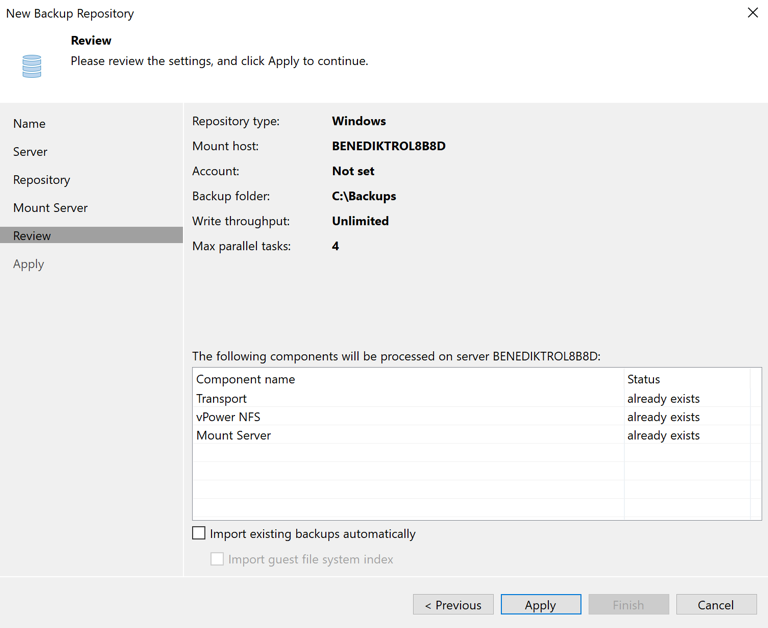 New Backup Repository
Review
Please review the settings, and click Apply to continue.
Name
Server
Repository
Mount Server
Review
Apply
Repository type: Windows
Mount host: BENEDIKTROL8B8D
Account: Not set
Backup folder: C:\Backups
Write throughput: Unlimited
Max parallel tasks: 4
The following components will be processed on server BENEDIKTROL8B8D:
Component name Status
Transport already exists
vPower NFS already exists
Mount Server already exists
Import existing backups automatically
Import guest file system index
< Previous Apply Finish Cancel